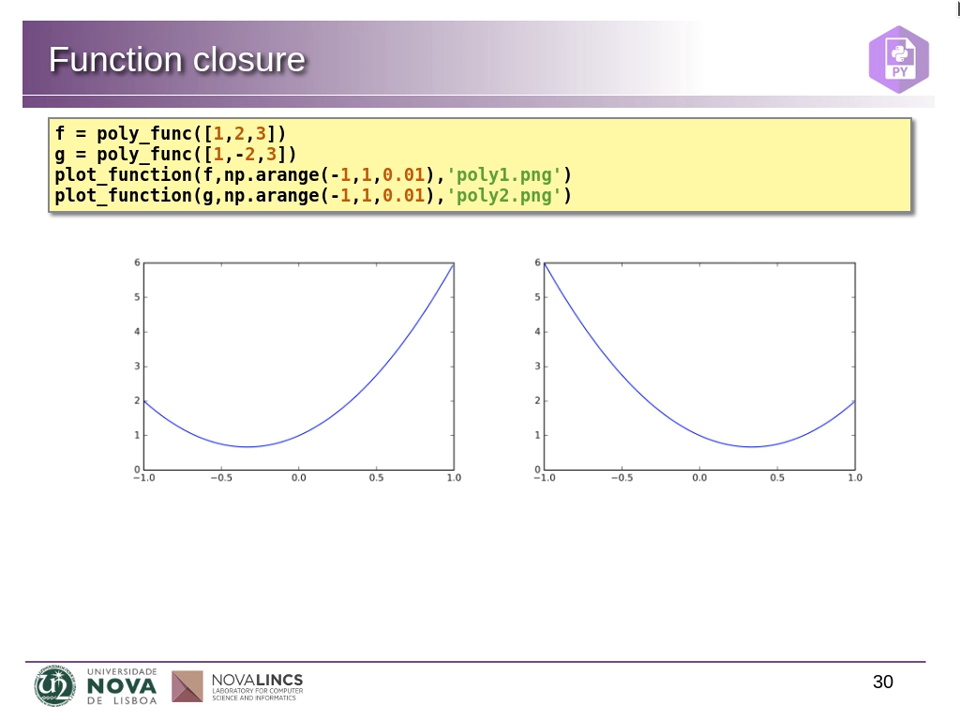 Function closure
PY
f = poly_func([1,2,3])
g = poly_func([1,-2,3])
plot_function(f,np.arange(-1,1,0.01),'poly1.png')
plot_function(g,np.arange(-1,1,0.01),'poly2.png')
6
5
4
3
2
1
0
−1.0 −0.5 0.0 0.5 1.0
6
5
4
3
2
1
0
−1.0 −0.5 0.0 0.5 1.0
UNIVERSIDADE
NOVA
DE LISBOA
NOVALINCS
LABORATORY FOR COMPUTER
SCIENCE AND INFORMATICS
30